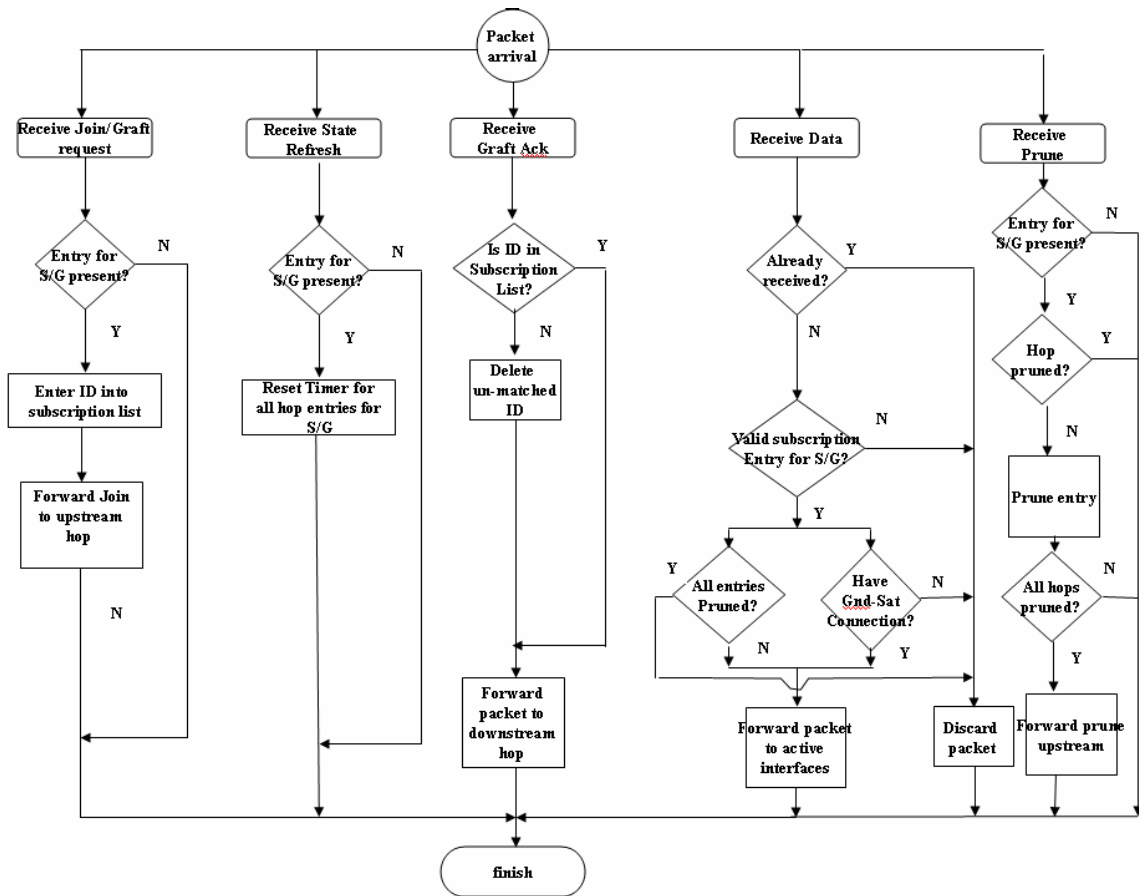 Packet
arrival
Receive Join/Graft
request
Entry for
S/G present?
N
Y
Enter ID into
subscription list
Forward Join
to upstream
hop
N
Receive State
Refresh
Entry for
S/G present?
N
Y
Reset Timer for
all hop entries for
S/G
Receive
Graft Ack
Is ID in
Subscription
List?
Y
N
Delete
un-matched
ID
Forward
packet to
downstream
hop
Receive Data
Already
received?
Y
N
Valid subscription
Entry for S/G?
N
Y
All entries
Pruned?
Y
N
Have
Gnd-Sat
Connection?
N
Y
Forward packet
to active
interfaces
Discard
packet
Receive
Prune
Entry for
S/G present?
N
Y
Hop
pruned?
Y
N
Prune entry
All hops
pruned?
N
Y
Forward prune
upstream
finish